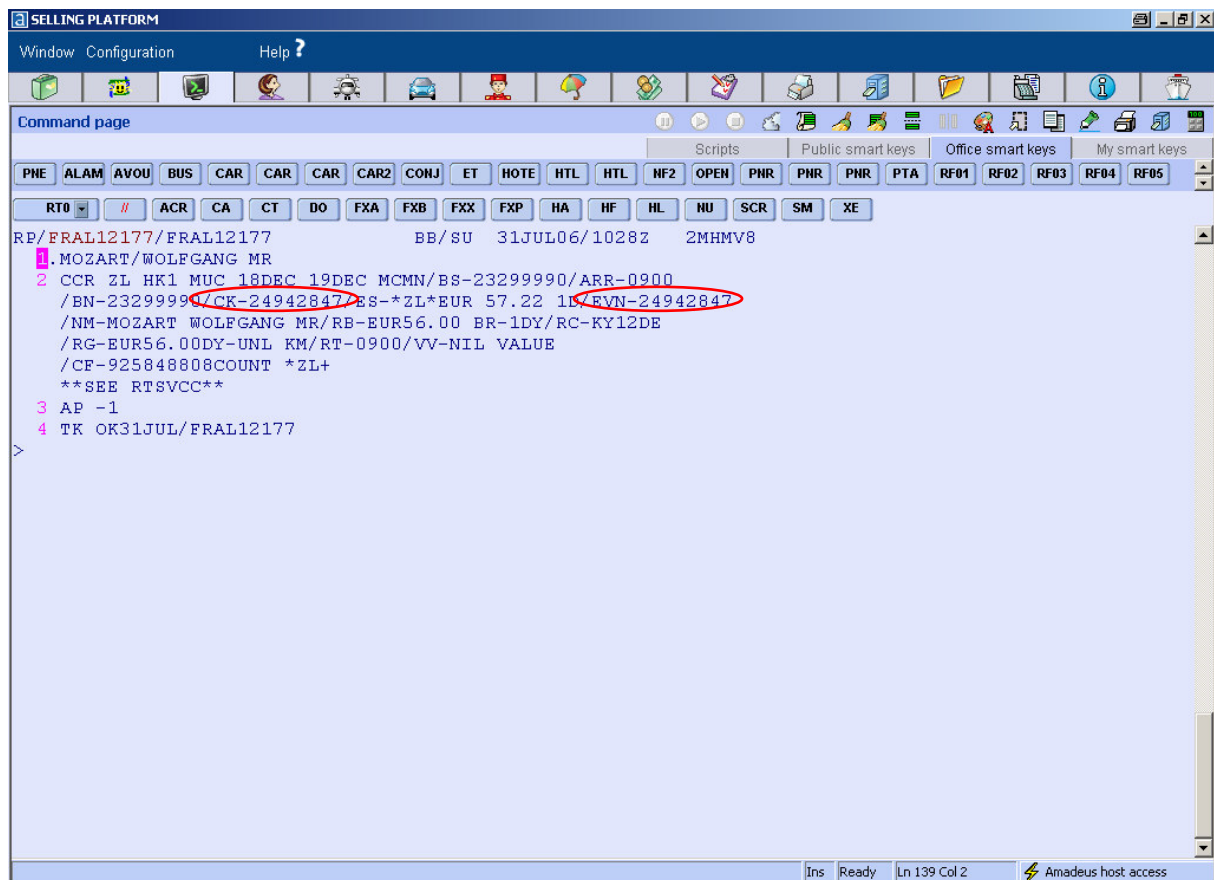 a SELLING PLATFORM
Window Configuration Help ?
Command page
Scripts Public smart keys Office smart keys My smart keys
PNE ALAM AVOU BUS CAR CAR CAR CAR2 CONJ ET HOTE HTL HTL NF2 OPEN PNR PNR PNR PTA RF01 RF02 RF03 RF04 RF05
RT0 // ACR CA CT DO FXA FXB FXX FXP HA HF HL NU SCR SM XE
RP/FRAL12177/FRAL12177 BB/SU 31JUL06/1028Z 2MHMV8
1.MOZART/WOLFGANG MR
2 CCR ZL HK1 MUC 18DEC 19DEC MCMN/BS-23299990/ARR-0900
/BN-23299990/CK-24942847/ES-*ZL*EUR 57.22 1D/EVN-24942847
/NM-MOZART WOLFGANG MR/RB-EUR56.00 BR-1DY/RC-KY12DE
/RG-EUR56.00DY-UNL KM/RT-0900/VV-NIL VALUE
/CF-925848808COUNT *ZL+
**SEE RTSVCC**
3 AP -1
4 TK OK31JUL/FRAL12177
>
Ins Ready Ln 139 Col 2 Amadeus host access